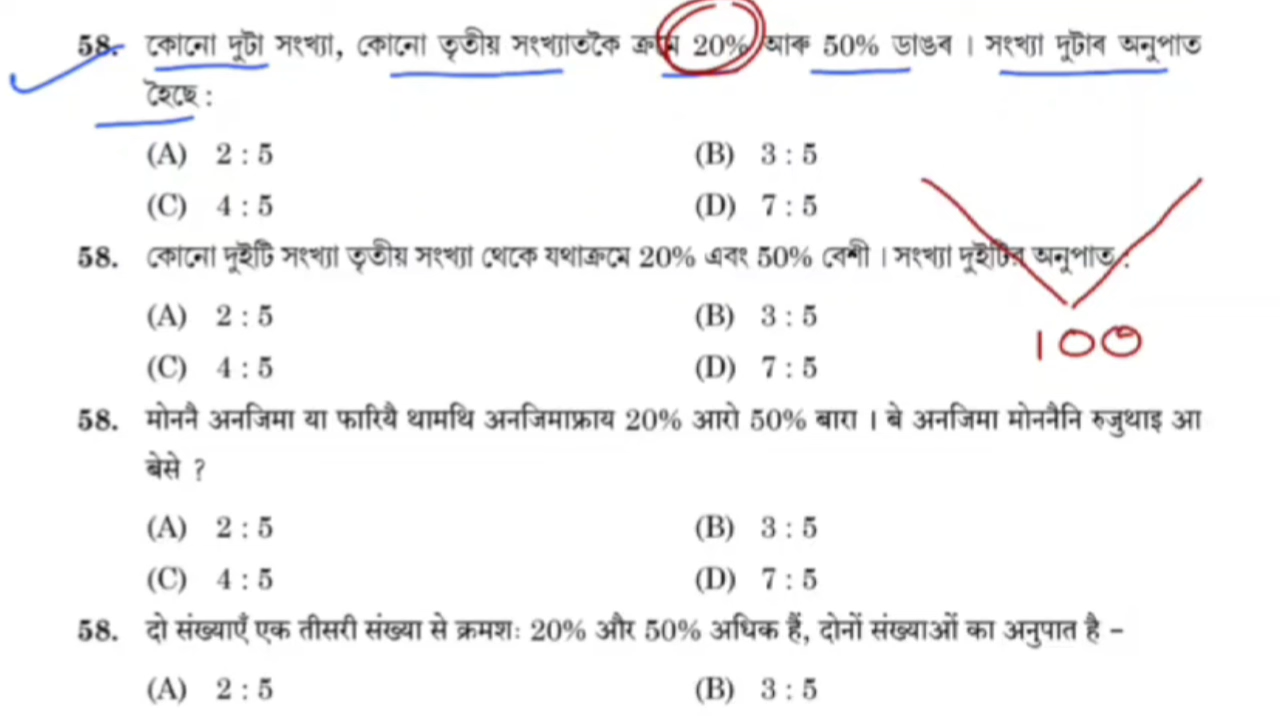 58. কোনো দুটা সংখ্যা, কোনো তৃতীয় সংখ্যাতকৈ ক্ৰমে 20% আৰু 50% ডাঙৰ । সংখ্যা দুটাৰ অনুপাত
হৈছে :
(A) 2 : 5 (B) 3 : 5
(C) 4 : 5 (D) 7 : 5
58. কোনো দুইটি সংখ্যা তৃতীয় সংখ্যা থেকে যথাক্রমে 20% এবং 50% বেশী । সংখ্যা দুইটির অনুপাত :
(A) 2 : 5 (B) 3 : 5
100
(C) 4 : 5 (D) 7 : 5
58. मोननै अनजिमा या फारियै थामथि अनजिमाफ्राय 20% आरो 50% बारा । बे अनजिमा मोननैनि रुजुथाइ आ
बेसे ?
(A) 2 : 5 (B) 3 : 5
(C) 4 : 5 (D) 7 : 5
58. दो संख्याएँ एक तीसरी संख्या से क्रमशः 20% और 50% अधिक हैं, दोनों संख्याओं का अनुपात है –
(A) 2 : 5 (B) 3 : 5